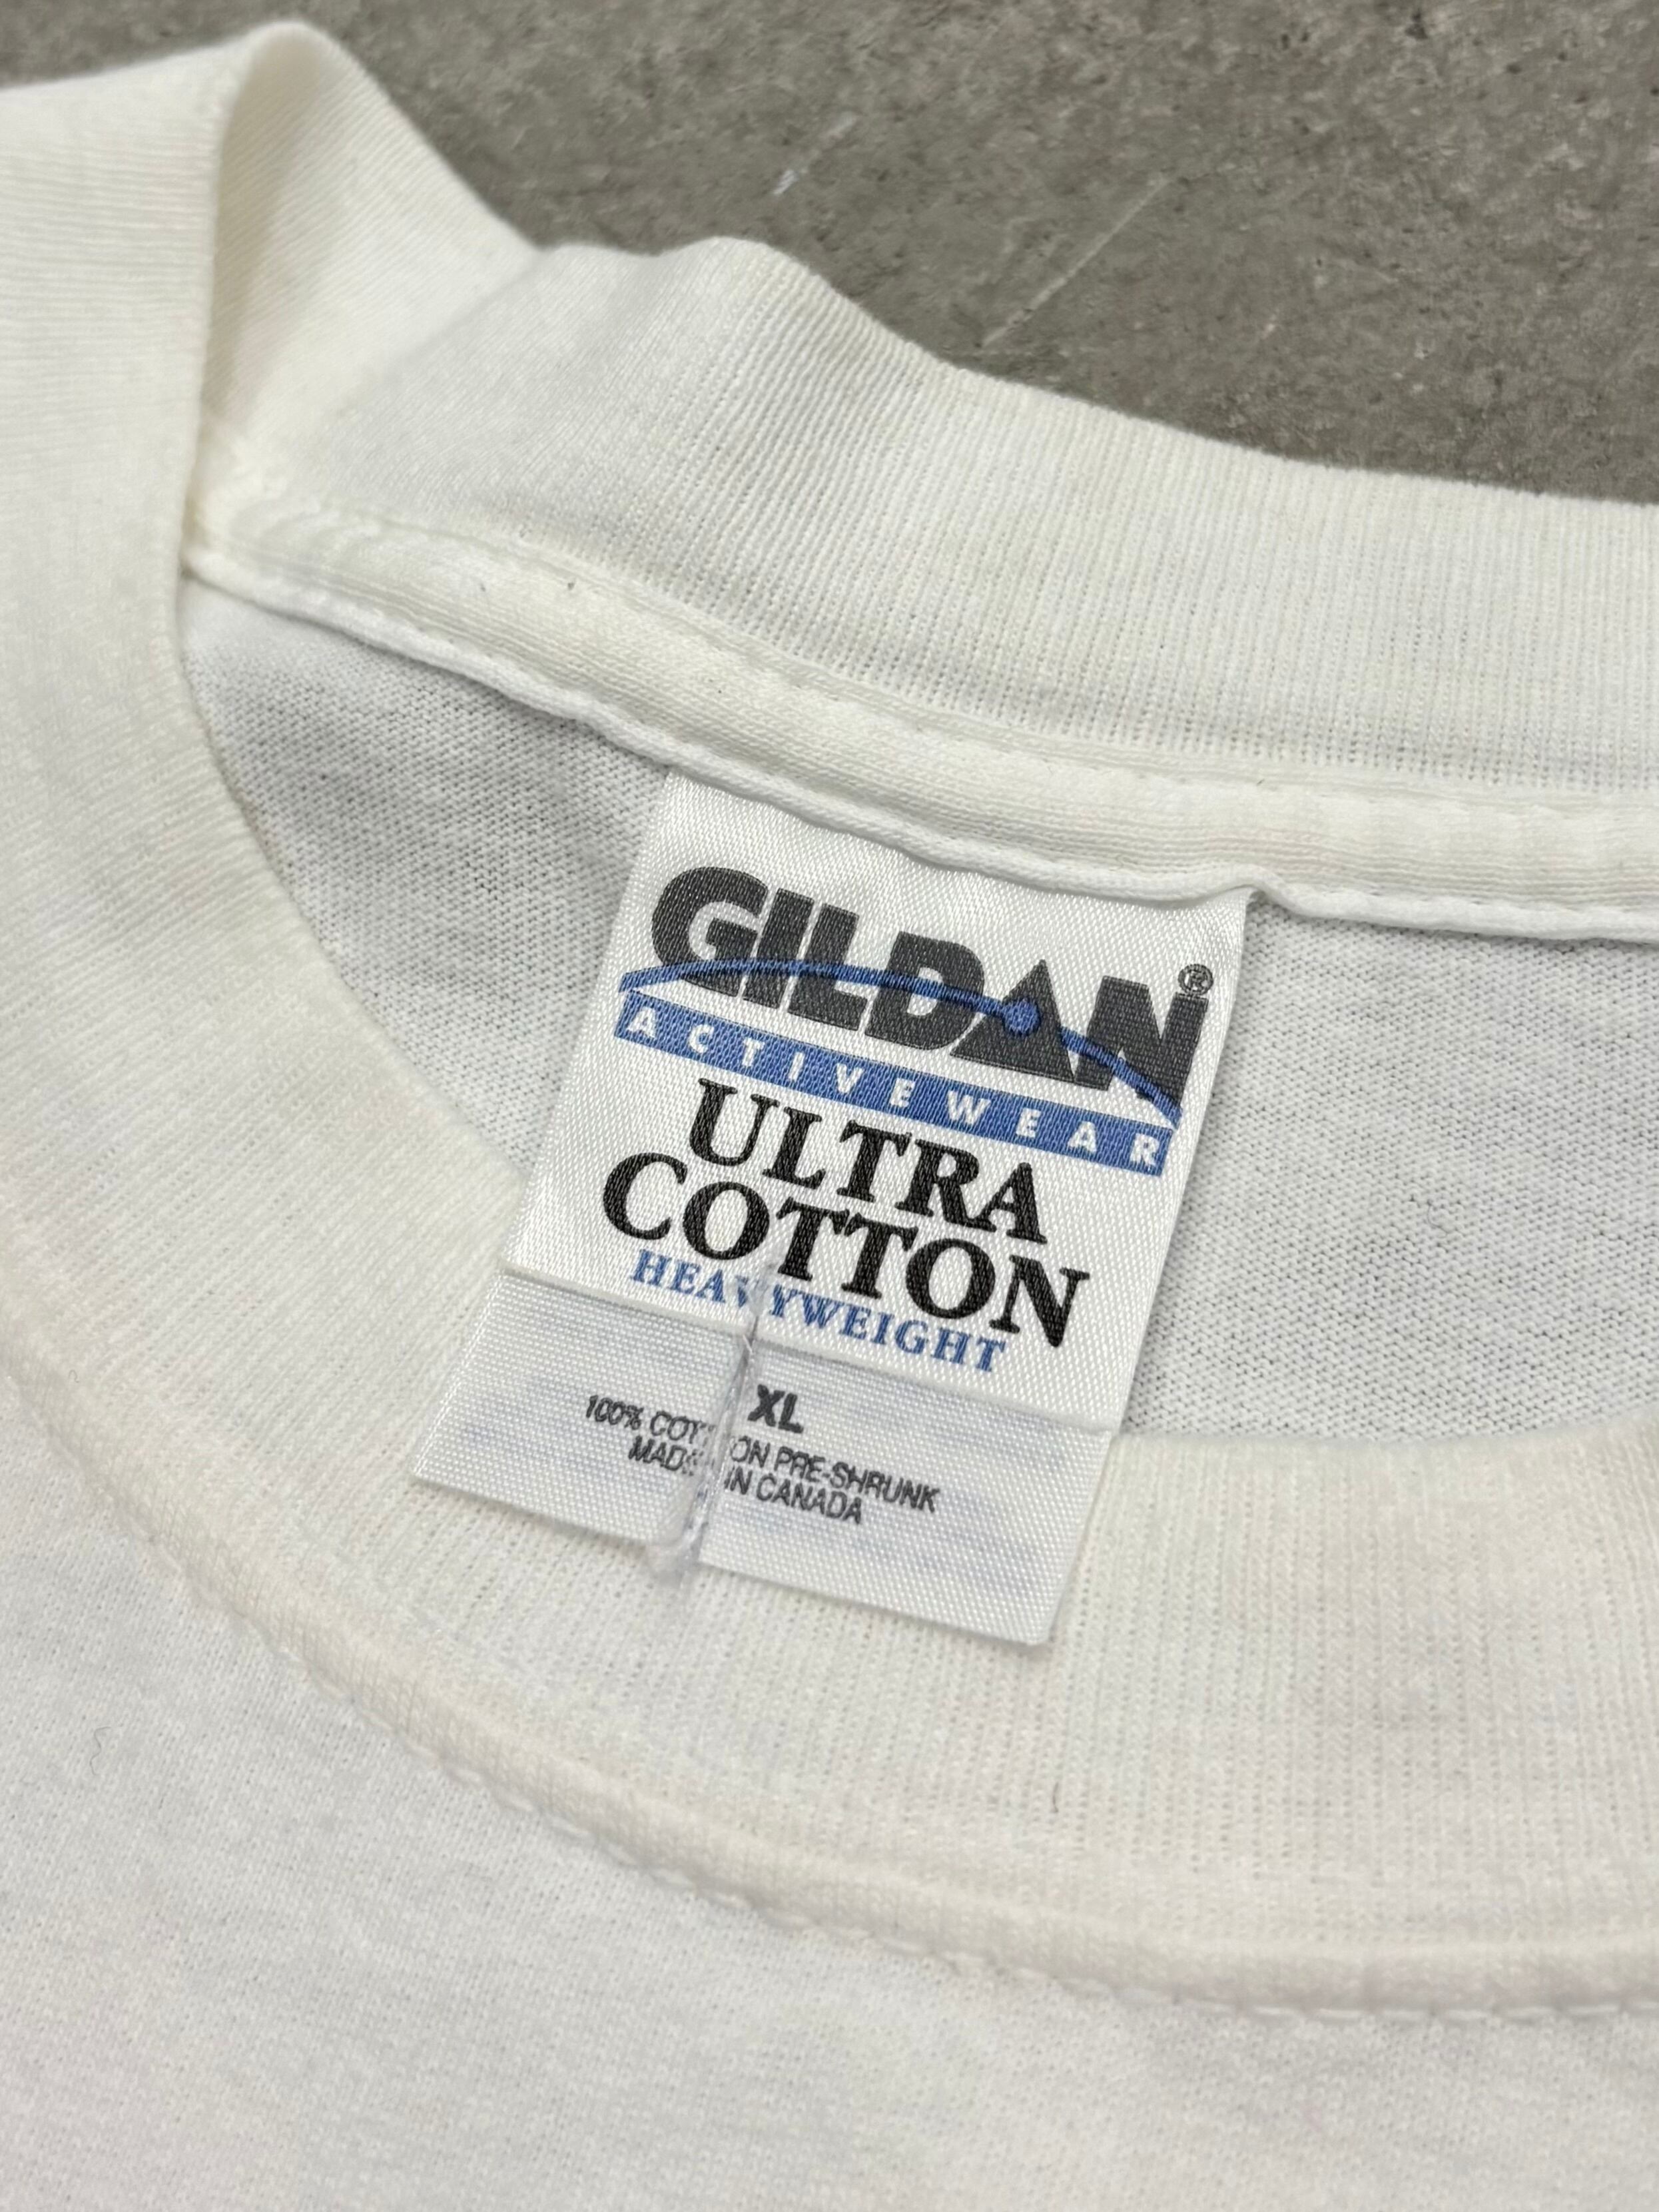 GILDAN®
ACTIVEWEAR
ULTRA
COTTON
HEAVYWEIGHT
XL
100% COTTON PRE-SHRUNK
MADE IN CANADA